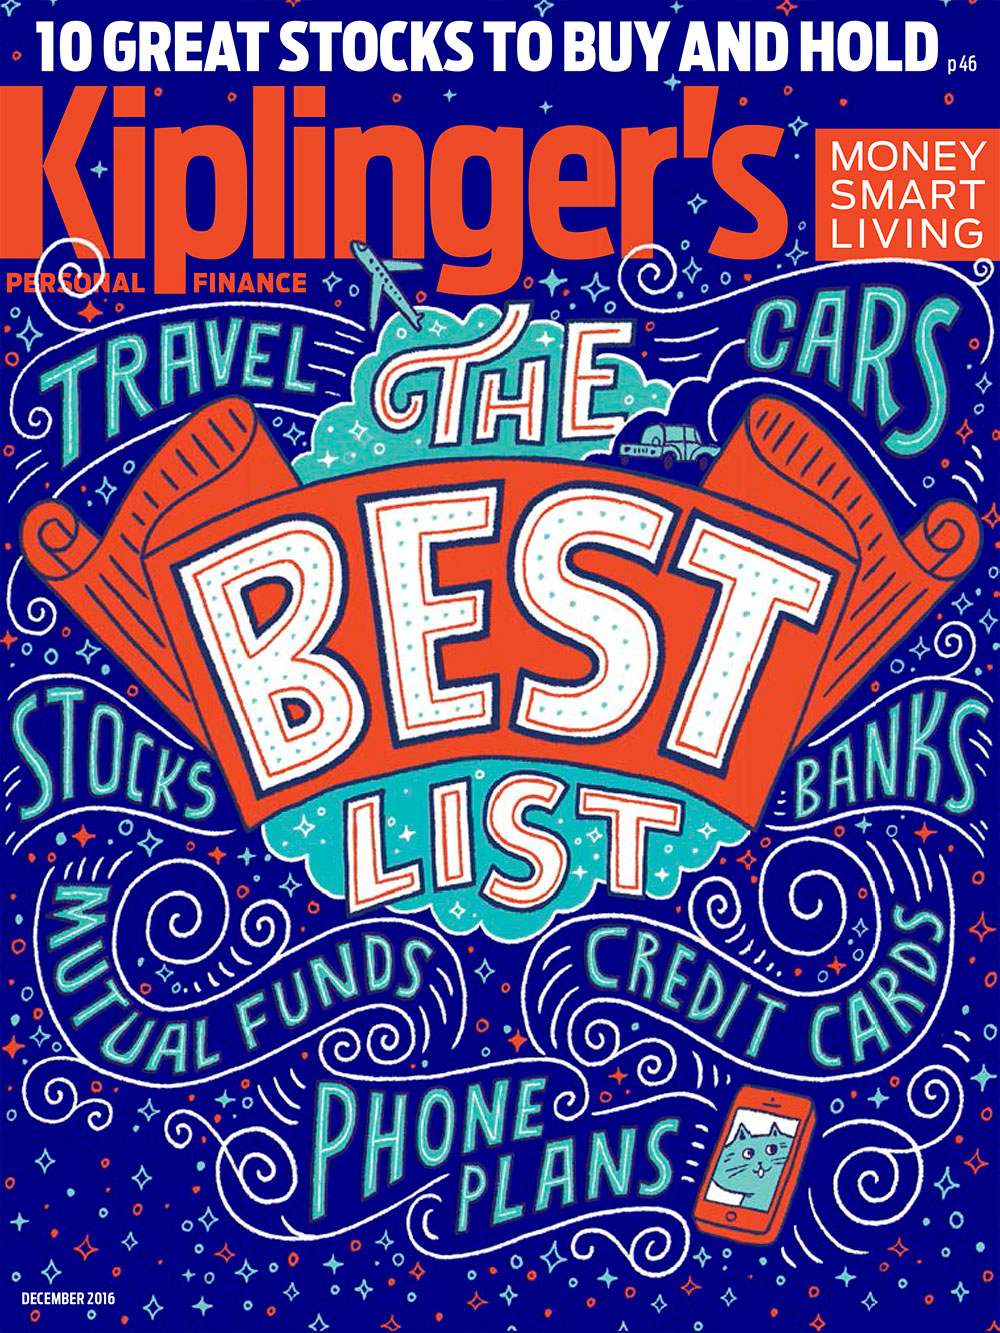 10 GREAT STOCKS TO BUY AND HOLD p46
Kiplinger's
PERSONAL FINANCE
MONEY
SMART
LIVING
TRAVEL
CARS
THE
BEST
LIST
STOCKS
BANKS
MUTUAL FUNDS
CREDIT CARDS
PHONE
PLANS
DECEMBER 2016